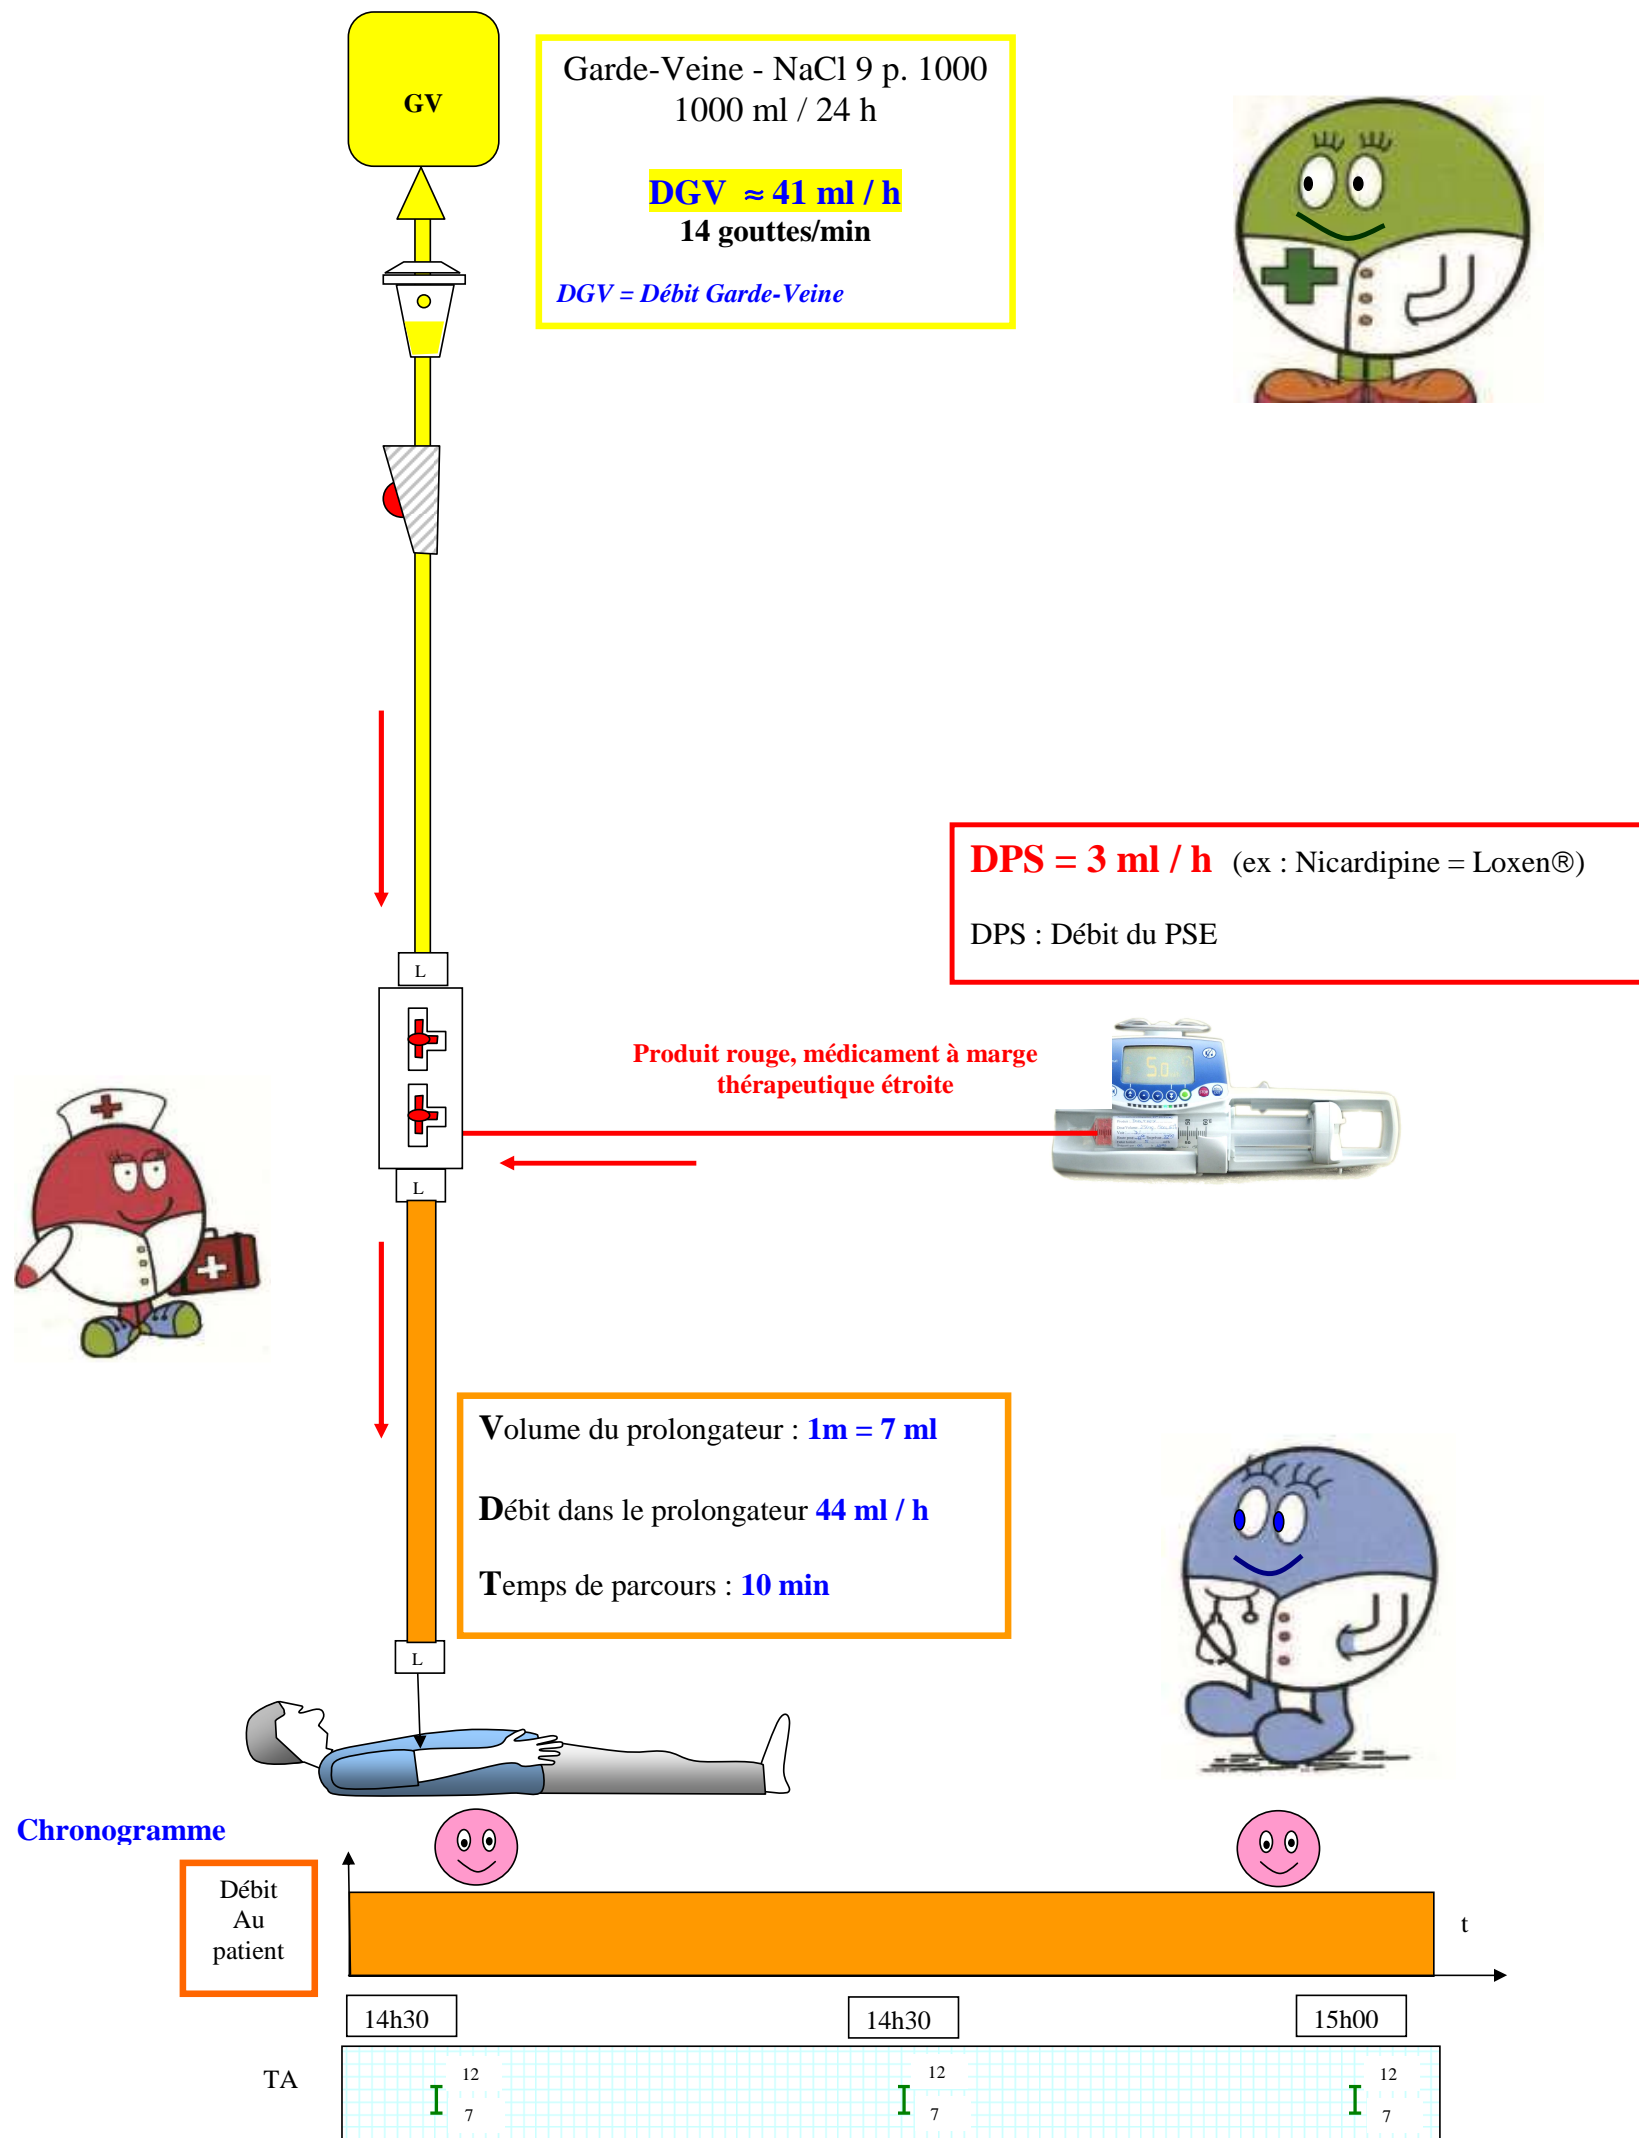 GV
Garde-Veine - NaCl 9 p. 1000
1000 ml / 24 h
DGV ≈ 41 ml / h
14 gouttes/min
DGV = Débit Garde-Veine
DPS = 3 ml / h (ex : Nicardipine = Loxen®)
DPS : Débit du PSE
L
Produit rouge, médicament à marge
thérapeutique étroite
5.0
L
Volume du prolongateur : 1m = 7 ml
Débit dans le prolongateur 44 ml / h
Temps de parcours : 10 min
L
Chronogramme
Débit
Au
patient
t
14h30
14h30
15h00
TA
12
12
12
7
7
7